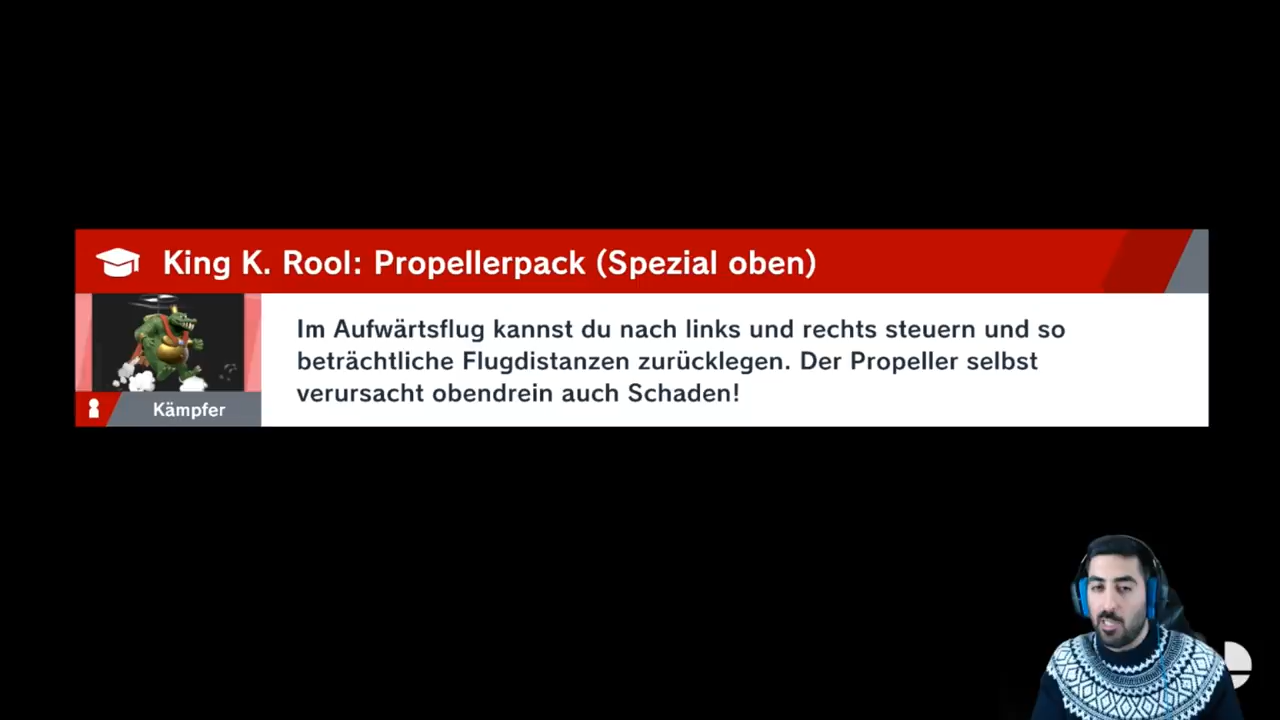 King K. Rool: Propellerpack (Spezial oben)
Im Aufwärtsflug kannst du nach links und rechts steuern und so
beträchtliche Flugdistanzen zurücklegen. Der Propeller selbst
verursacht obendrein auch Schaden!
Kämpfer